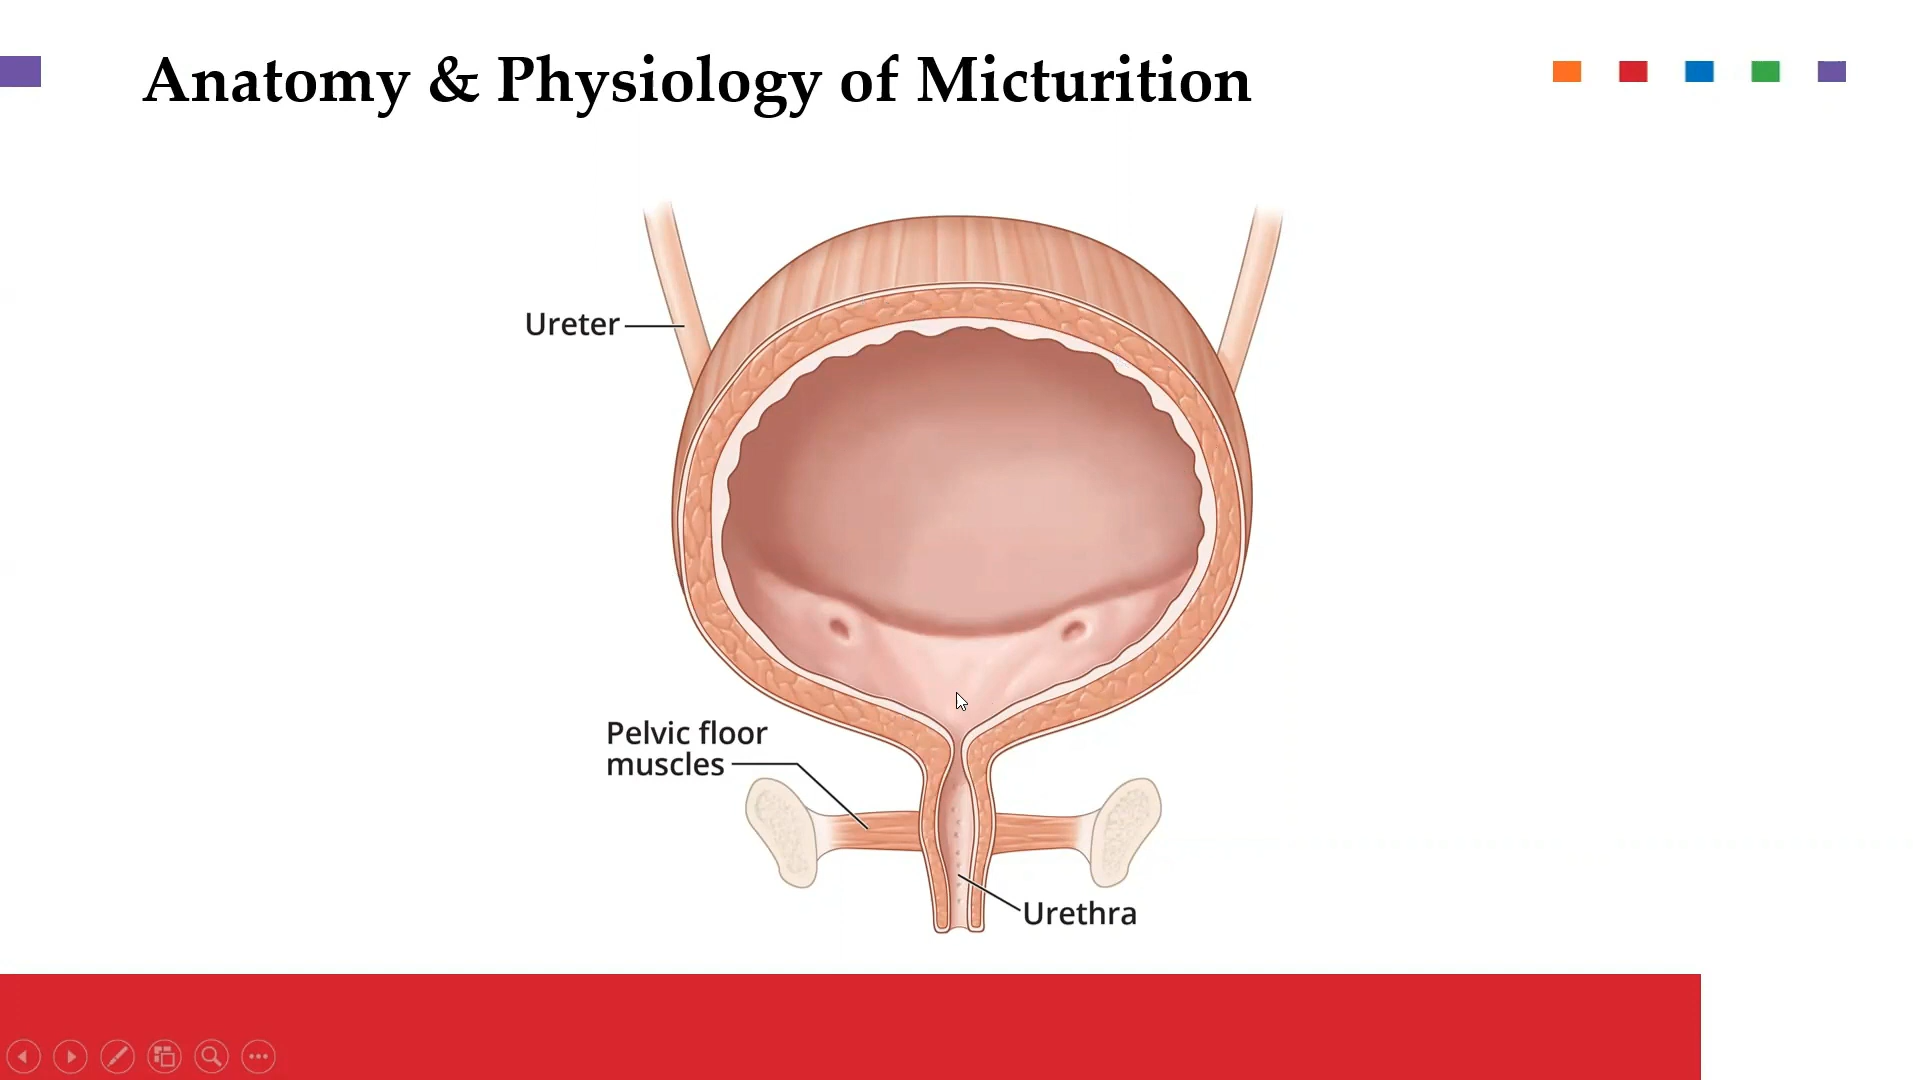 Anatomy & Physiology of Micturition
Ureter
Pelvic floor
muscles
Urethra